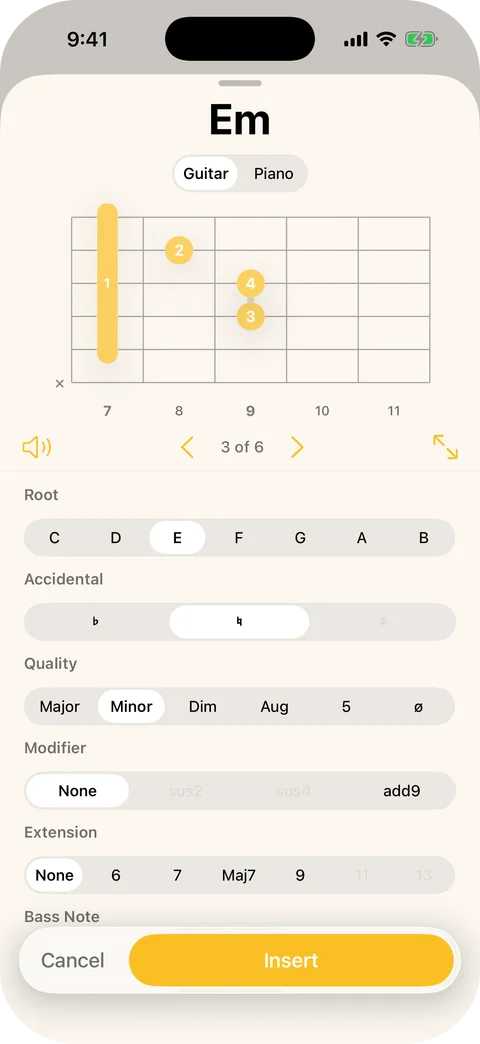 9:41
Em
Guitar Piano
2
1 4
3
×
7 8 9 10 11
3 of 6
Root
C D E F G A B
Accidental
♭ ♮ #
Quality
Major Minor Dim Aug 5 ø
Modifier
None sus2 sus4 add9
Extension
None 6 7 Maj7 9 11 13
Bass Note
Cancel Insert